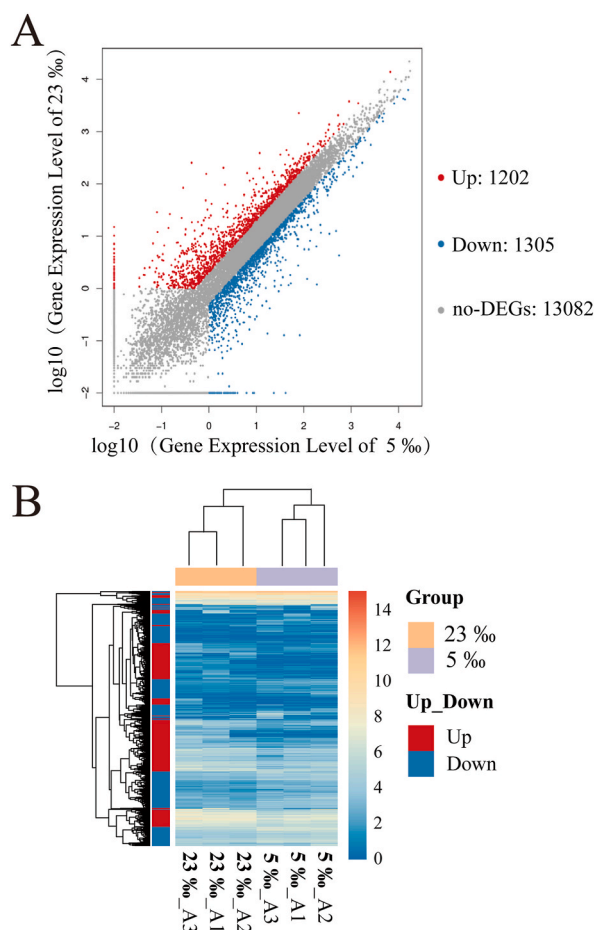 A
log10 (Gene Expression Level of 23 ‰)
4
3
2
1
0
-1
-2
-2 -1 0 1 2 3 4
log10 (Gene Expression Level of 5 ‰)
Up: 1202
Down: 1305
no-DEGs: 13082
B
14
12
10
8
6
4
2
0
Group
23 ‰
5 ‰
Up_Down
Up
Down
23 ‰_A3
23 ‰_A1
23 ‰_A2
5 ‰_A3
5 ‰_A1
5 ‰_A2